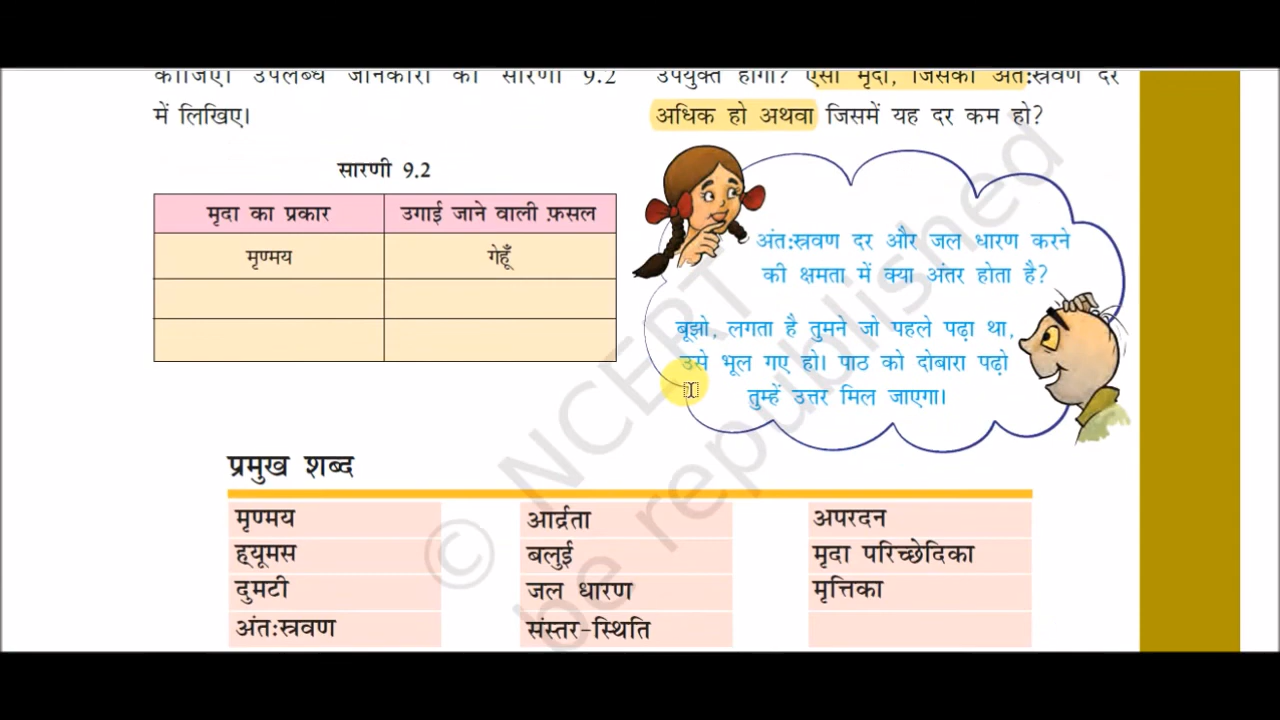 कीजिए। उपलब्ध जानकारी को सारणी 9.2
में लिखिए।
सारणी 9.2
मृदा का प्रकार उगाई जाने वाली फ़सल
मृण्मय गेहूँ
उपयुक्त होगी? ऐसी मृदा, जिसकी अंत:स्त्रवण दर
अधिक हो अथवा जिसमें यह दर कम हो?
अंत:स्त्रवण दर और जल धारण करने
की क्षमता में क्या अंतर होता है?
बूझो, लगता है तुमने जो पहले पढ़ा था,
उसे भूल गए हो। पाठ को दोबारा पढ़ो
तुम्हें उत्तर मिल जाएगा।
प्रमुख शब्द
मृण्मय आर्द्रता अपरदन
ह्यूमस बलुई मृदा परिच्छेदिका
दुमटी जल धारण मृत्तिका
अंत:स्त्रवण संस्तर-स्थिति
© NCERT
be republished